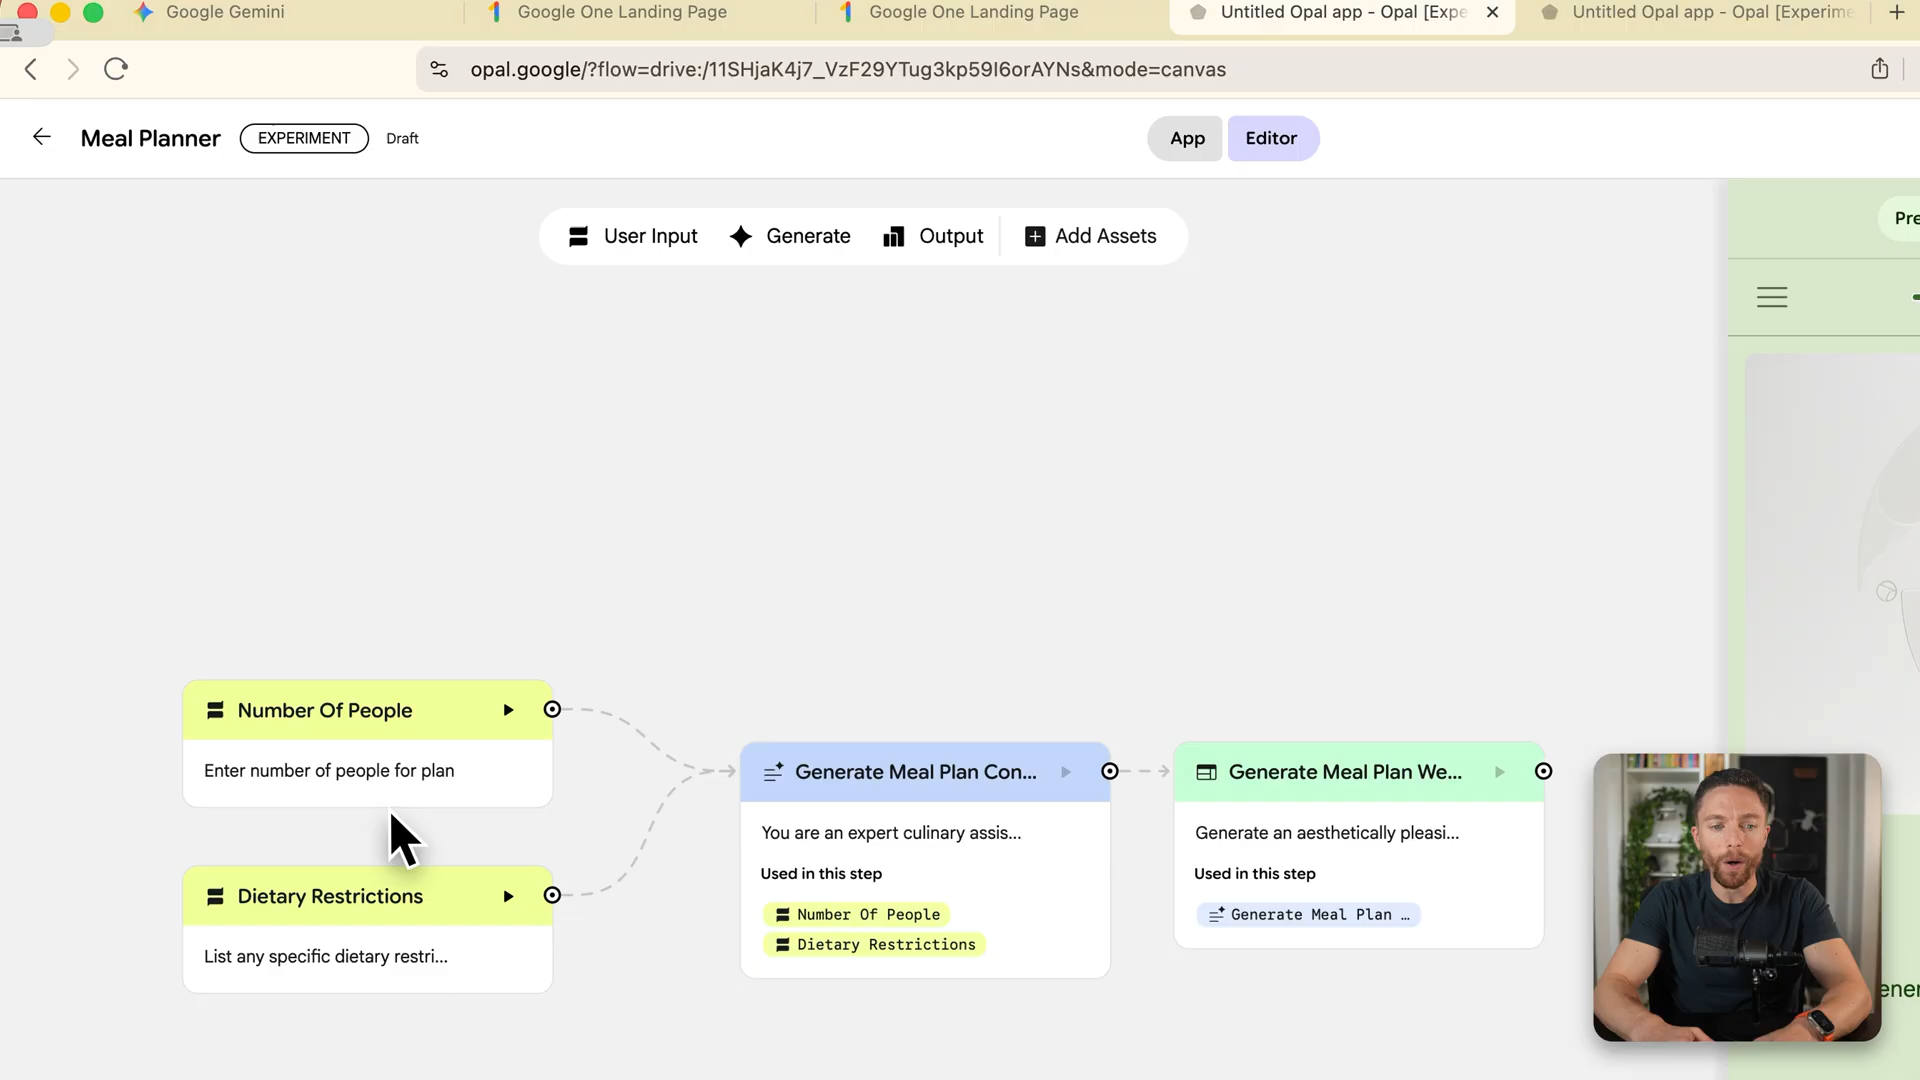 Google Gemini
Google One Landing Page
Google One Landing Page
Untitled Opal app - Opal [Expe
Untitled Opal app - Opal [Experime
opal.google/?flow=drive:/11SHjaK4j7_VzF29YTug3kp59I6orAYNs&mode=canvas
Meal Planner
EXPERIMENT
Draft
App
Editor
User Input
Generate
Output
Add Assets
Pre
Number Of People
Enter number of people for plan
Dietary Restrictions
List any specific dietary restri...
Generate Meal Plan Con...
You are an expert culinary assis...
Used in this step
Number Of People
Dietary Restrictions
Generate Meal Plan We...
Generate an aesthetically pleasi...
Used in this step
Generate Meal Plan …
ener